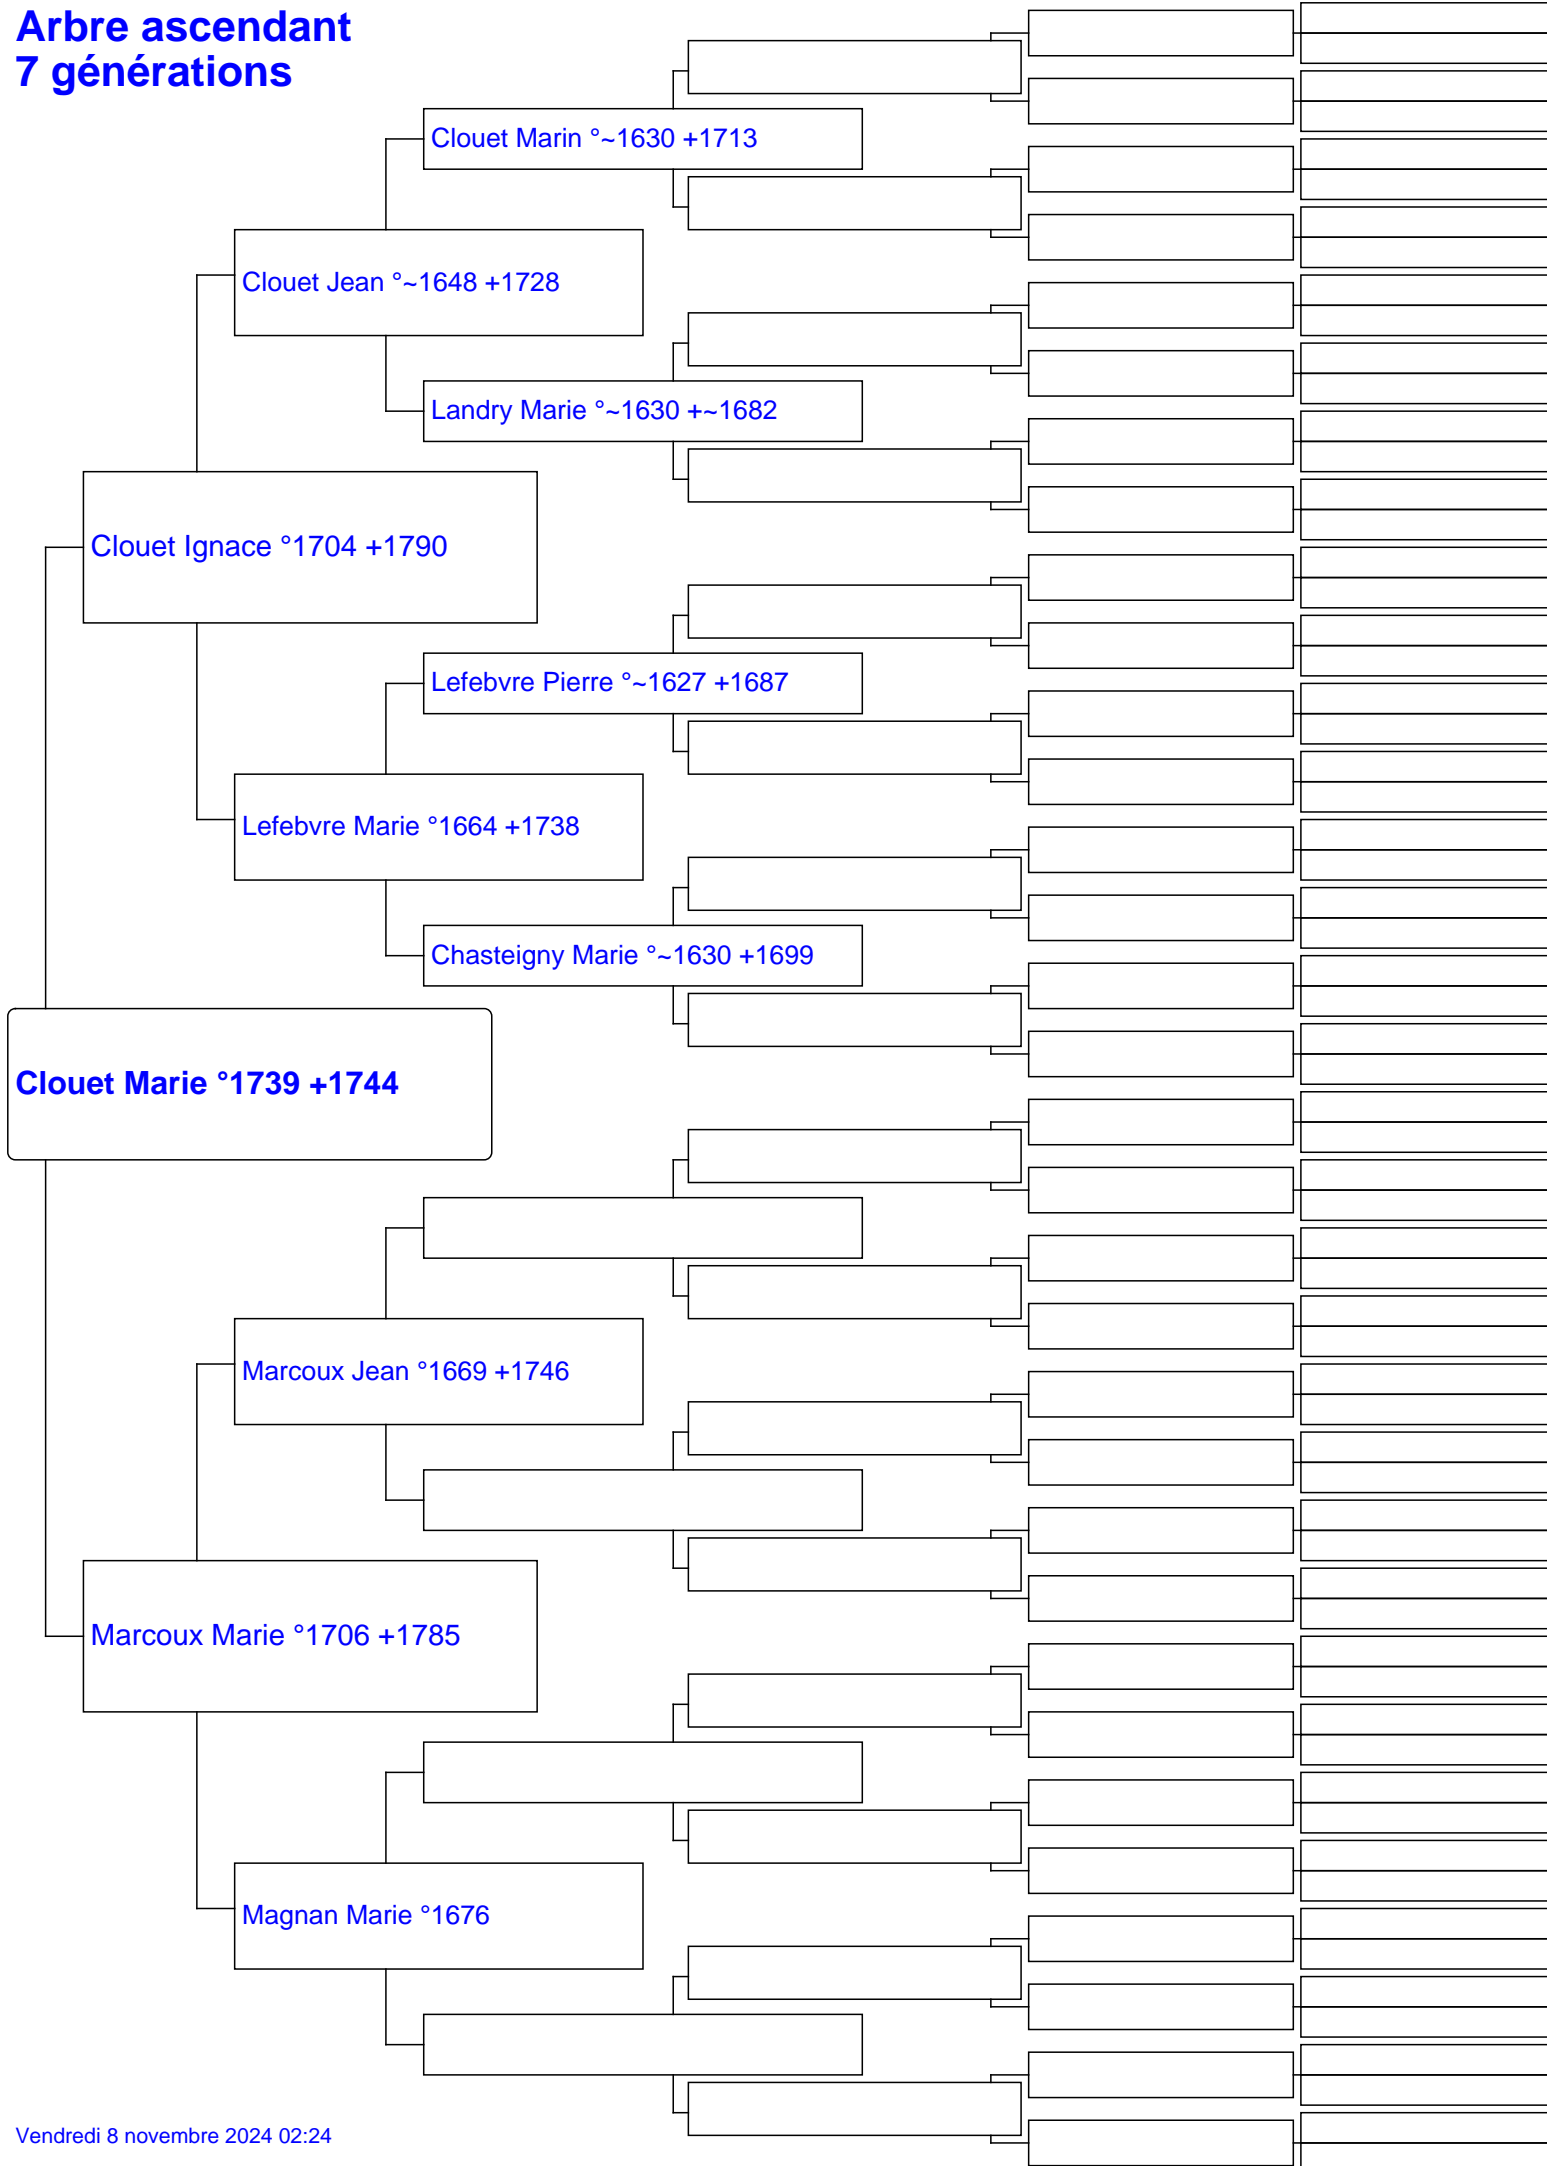 Arbre ascendant
7 générations
Clouet Marin °~1630 +1713
Clouet Jean °~1648 +1728
Landry Marie °~1630 +~1682
Clouet Ignace °1704 +1790
Lefebvre Pierre °~1627 +1687
Lefebvre Marie °1664 +1738
Chasteigny Marie °~1630 +1699
Clouet Marie °1739 +1744
Marcoux Jean °1669 +1746
Marcoux Marie °1706 +1785
Magnan Marie °1676
Vendredi 8 novembre 2024 02:24